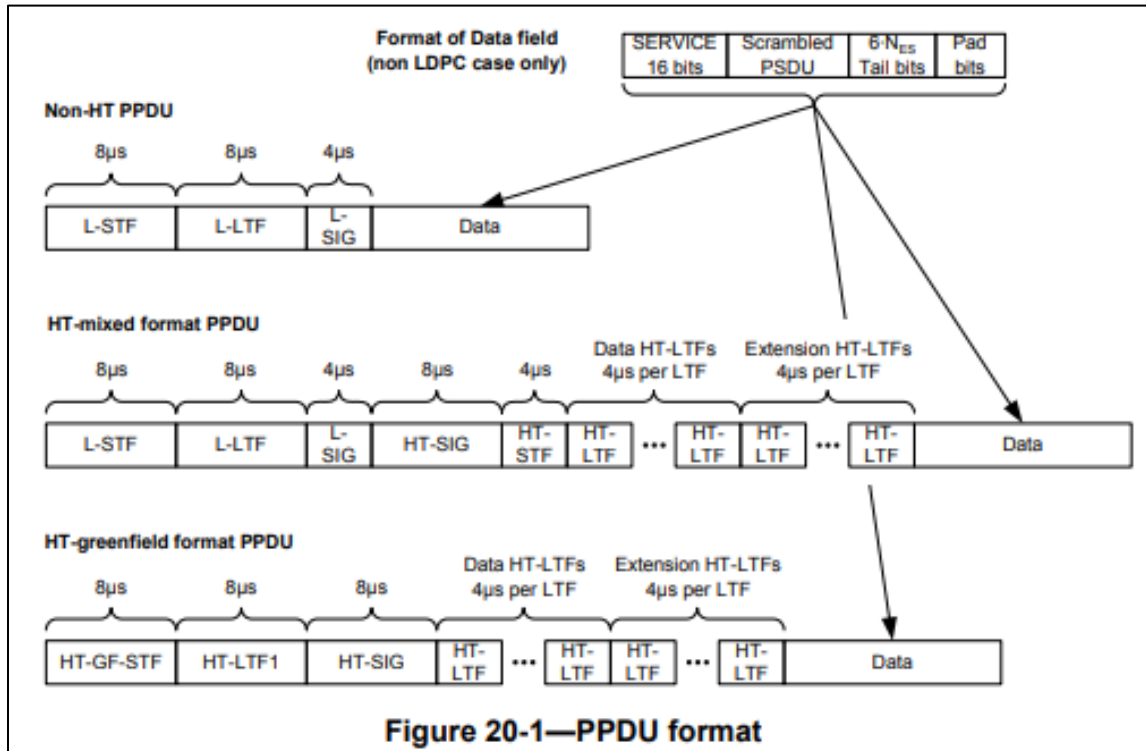 Format of Data field
(non LDPC case only)
SERVICE 16 bits
Scrambled PSDU
6·N_ES Tail bits
Pad bits
Non-HT PPDU
8µs 8µs 4µs
L-STF L-LTF L-SIG Data
HT-mixed format PPDU
Data HT-LTFs Extension HT-LTFs
8µs 8µs 4µs 8µs 4µs 4µs per LTF 4µs per LTF
L-STF L-LTF L-SIG HT-SIG HT-STF HT-LTF ••• HT-LTF HT-LTF ••• HT-LTF Data
HT-greenfield format PPDU
Data HT-LTFs Extension HT-LTFs
8µs 8µs 8µs 4µs per LTF 4µs per LTF
HT-GF-STF HT-LTF1 HT-SIG HT-LTF ••• HT-LTF HT-LTF ••• HT-LTF Data
Figure 20-1—PPDU format